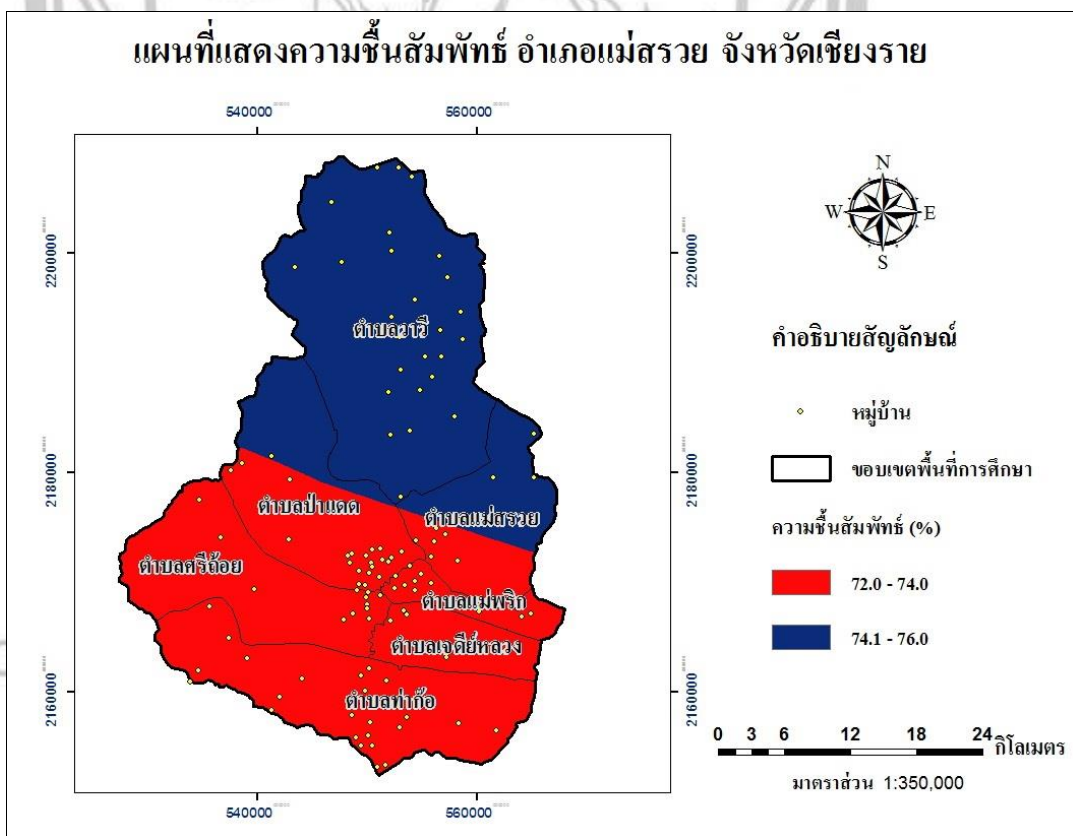 แผนที่แสดงความชื้นสัมพัทธ์ อำเภอแม่สรวย จังหวัดเชียงราย
540000 560000
N
W E
S
2200000 2200000
ตำบลวาวี
คำอธิบายสัญลักษณ์
หมู่บ้าน
ขอบเขตพื้นที่การศึกษา
2180000 2180000
ตำบลป่าแดด
ตำบลแม่สรวย
ความชื้นสัมพัทธ์ (%)
ตำบลศรีถ้อย
72.0 - 74.0
ตำบลแม่พริก
74.1 - 76.0
ตำบลเจดีย์หลวง
2160000 2160000
ตำบลท่าก๊อ
0 3 6 12 18 24
กิโลเมตร
มาตราส่วน 1:350,000
540000 560000